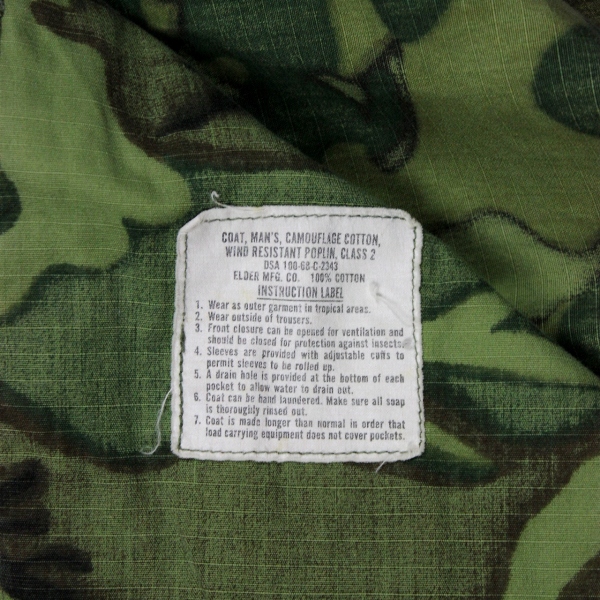 COAT, MAN'S, CAMOUFLAGE COTTON,
WIND RESISTANT POPLIN, CLASS 2
DSA 100-68-C-2343
ELDER MFG. CO. 100% COTTON
INSTRUCTION LABEL
1. Wear as outer garment in tropical areas.
2. Wear outside of trousers.
3. Front closure can be opened for ventilation and
should be closed for protection against insects.
4. Sleeves are provided with adjustable cuffs to
permit sleeves to be rolled up.
5. A drain hole is provided at the bottom of each
pocket to allow water to drain out.
6. Coat can be hand laundered. Make sure all soap
is thoroughly rinsed out.
7. Coat is made longer than normal in order that
load carrying equipment does not cover pockets.